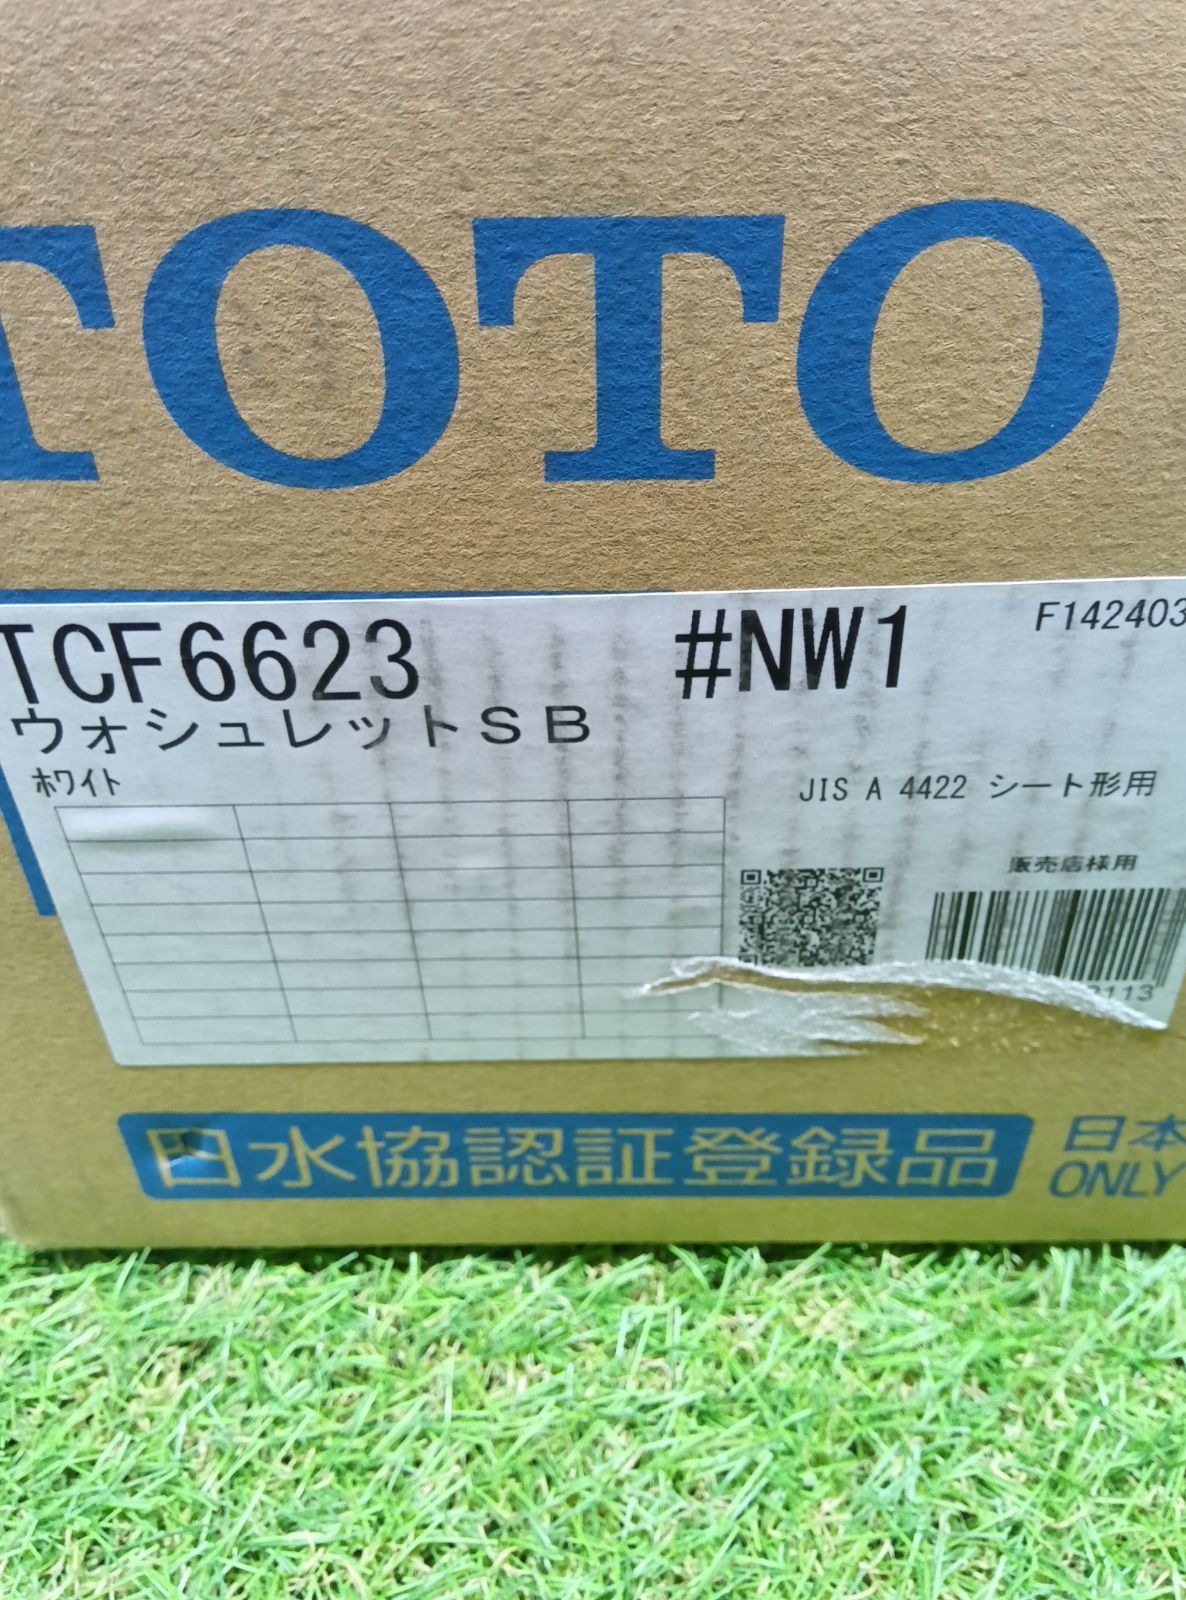 TOTO
TCF6623 #NW1 F142403
ウォシュレットSB
ホワイト
JIS A 4422 シート形用
販売店様用
3113
日水協認証登録品
日本
ONLY